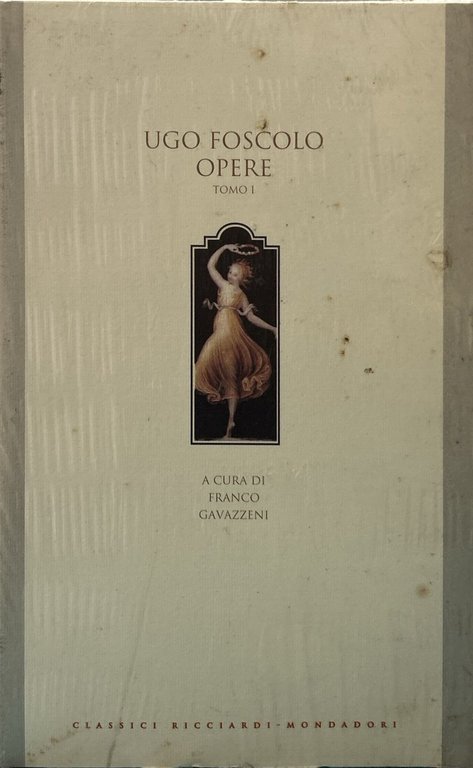 UGO FOSCOLO
OPERE
TOMO I
A CURA DI
FRANCO
GAVAZZENI
CLASSICI RICCIARDI-MONDADORI